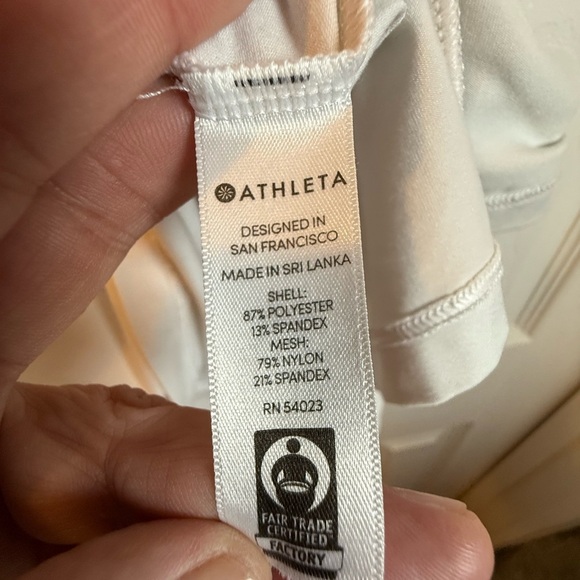 ATHLETA
DESIGNED IN
SAN FRANCISCO
MADE IN SRI LANKA
SHELL:
87% POLYESTER
13% SPANDEX
MESH:
79% NYLON
21% SPANDEX
RN 54023
FAIR TRADE
CERTIFIED
FACTORY